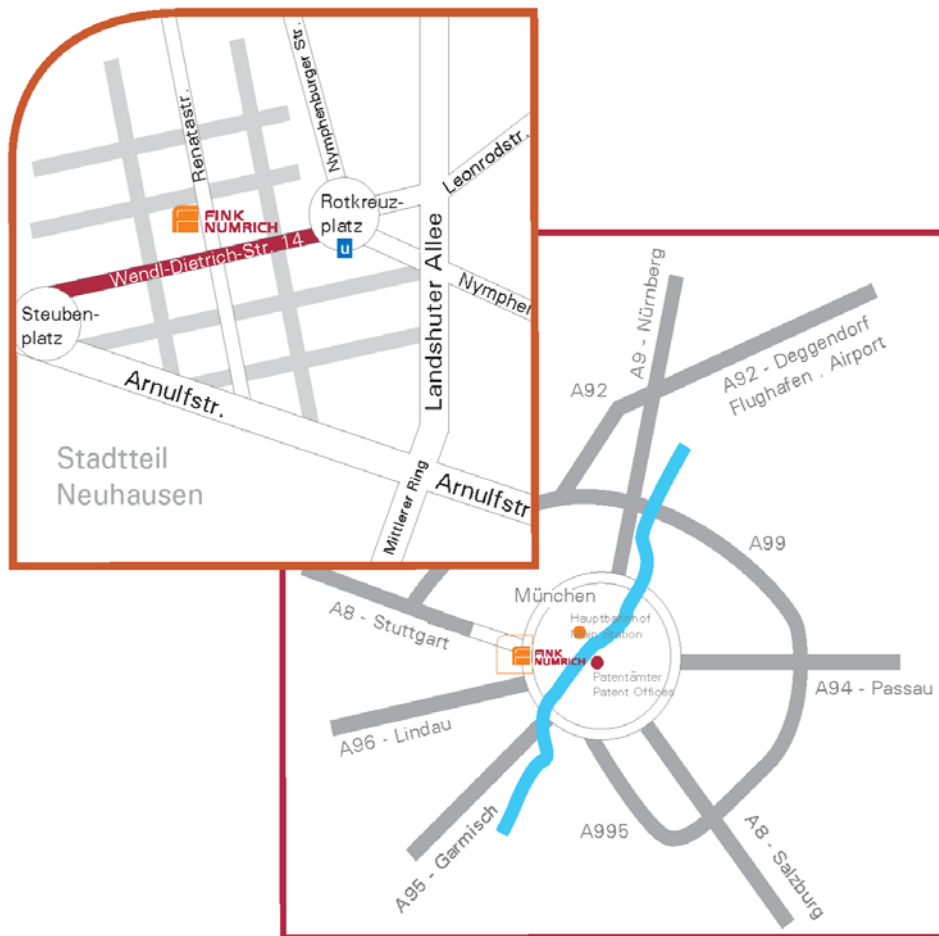 Nymphenburger Str.
Renatastr.
Leonrodstr.
Rotkreuz-
platz
FINK
NUMRICH
U
Wendl-Dietrich-Str. 14
Landshuter Allee
Nymphen
Steuben-
platz
Arnulfstr.
Stadtteil
Neuhausen
Mittlerer Ring
Arnulfstr
A9 - Nürnberg
A92
A92 - Deggendorf
Flughafen . Airport
A99
München
Hauptbahnhof
Main Station
A8 - Stuttgart
FINK
NUMRICH
Patentämter
Patent Offices
A94 - Passau
A96 - Lindau
A95 - Garmisch
A995
A8 - Salzburg